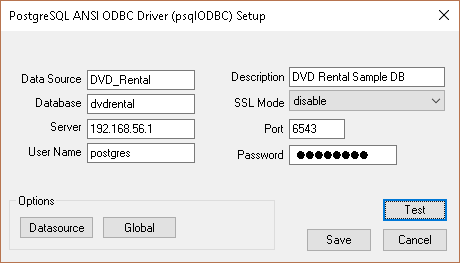 PostgreSQL ANSI ODBC Driver (psqlODBC) Setup
Data Source DVD_Rental Description DVD Rental Sample DB
Database dvdrental SSL Mode disable
Server 192.168.56.1 Port 6543
User Name postgres Password ●●●●●●●●
Options
Datasource Global Test
Save Cancel